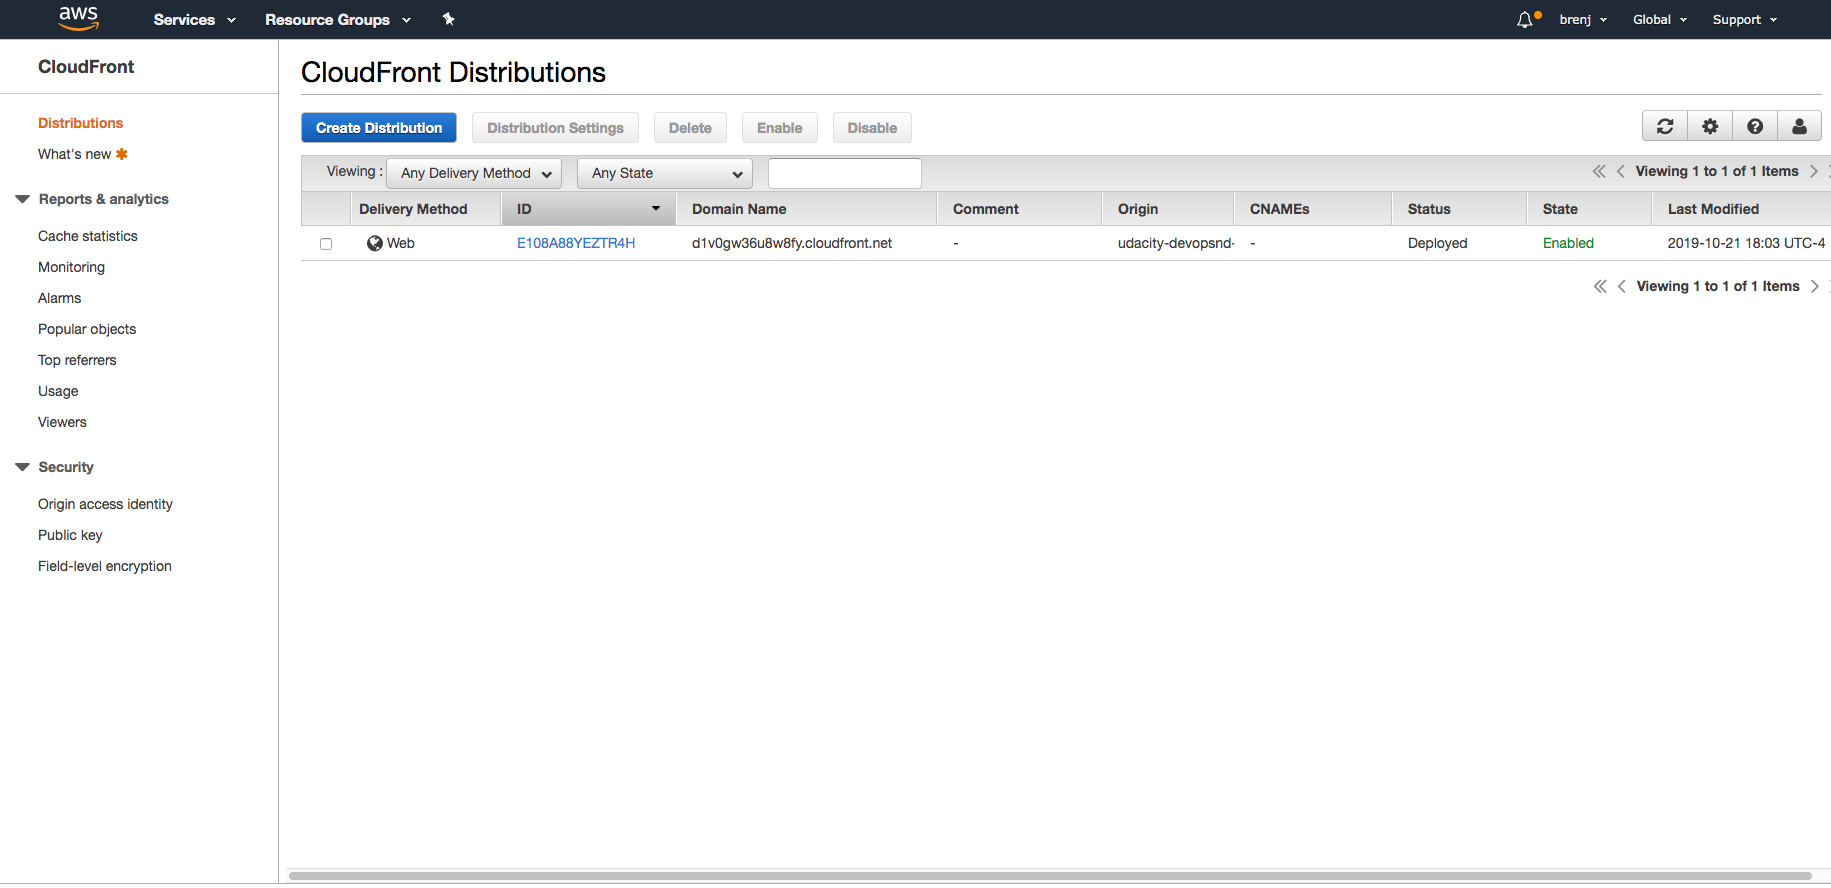 aws Services Resource Groups brenj Global Support
CloudFront
Distributions
What's new
Reports & analytics
Cache statistics
Monitoring
Alarms
Popular objects
Top referrers
Usage
Viewers
Security
Origin access identity
Public key
Field-level encryption
CloudFront Distributions
Create Distribution Distribution Settings Delete Enable Disable
Viewing : Any Delivery Method Any State Viewing 1 to 1 of 1 Items
Delivery Method ID Domain Name Comment Origin CNAMEs Status State Last Modified
Web E108A88YEZTR4H d1v0gw36u8w8fy.cloudfront.net - udacity-devopsnd- - Deployed Enabled 2019-10-21 18:03 UTC-4
Viewing 1 to 1 of 1 Items